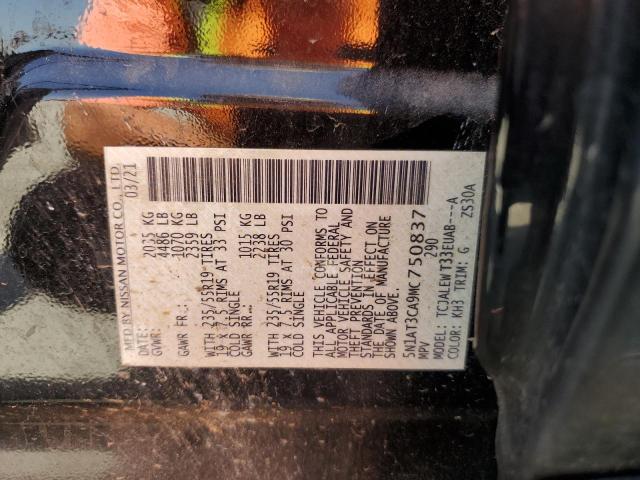 MFD BY NISSAN MOTOR CO., LTD.
DATE: 03/21
GVWR: 2035 KG
4486 LB
GAWR FR.: 1070 KG
2359 LB
WITH 235/55R19 TIRES
19 X 7.5 RIMS AT 33 PSI
COLD SINGLE
GAWR RR.: 1015 KG
2238 LB
WITH 235/55R19 TIRES
19 X 7.5 RIMS AT 30 PSI
COLD SINGLE
THIS VEHICLE CONFORMS TO
ALL APPLICABLE FEDERAL
MOTOR VEHICLE SAFETY AND
THEFT PREVENTION
STANDARDS IN EFFECT ON
THE DATE OF MANUFACTURE
SHOWN ABOVE.
5N1AT3CA9MC750837
MPV 290
MODEL: TCJALEWT33EUAB---A
COLOR: KH3 TRIM: G ZS30A